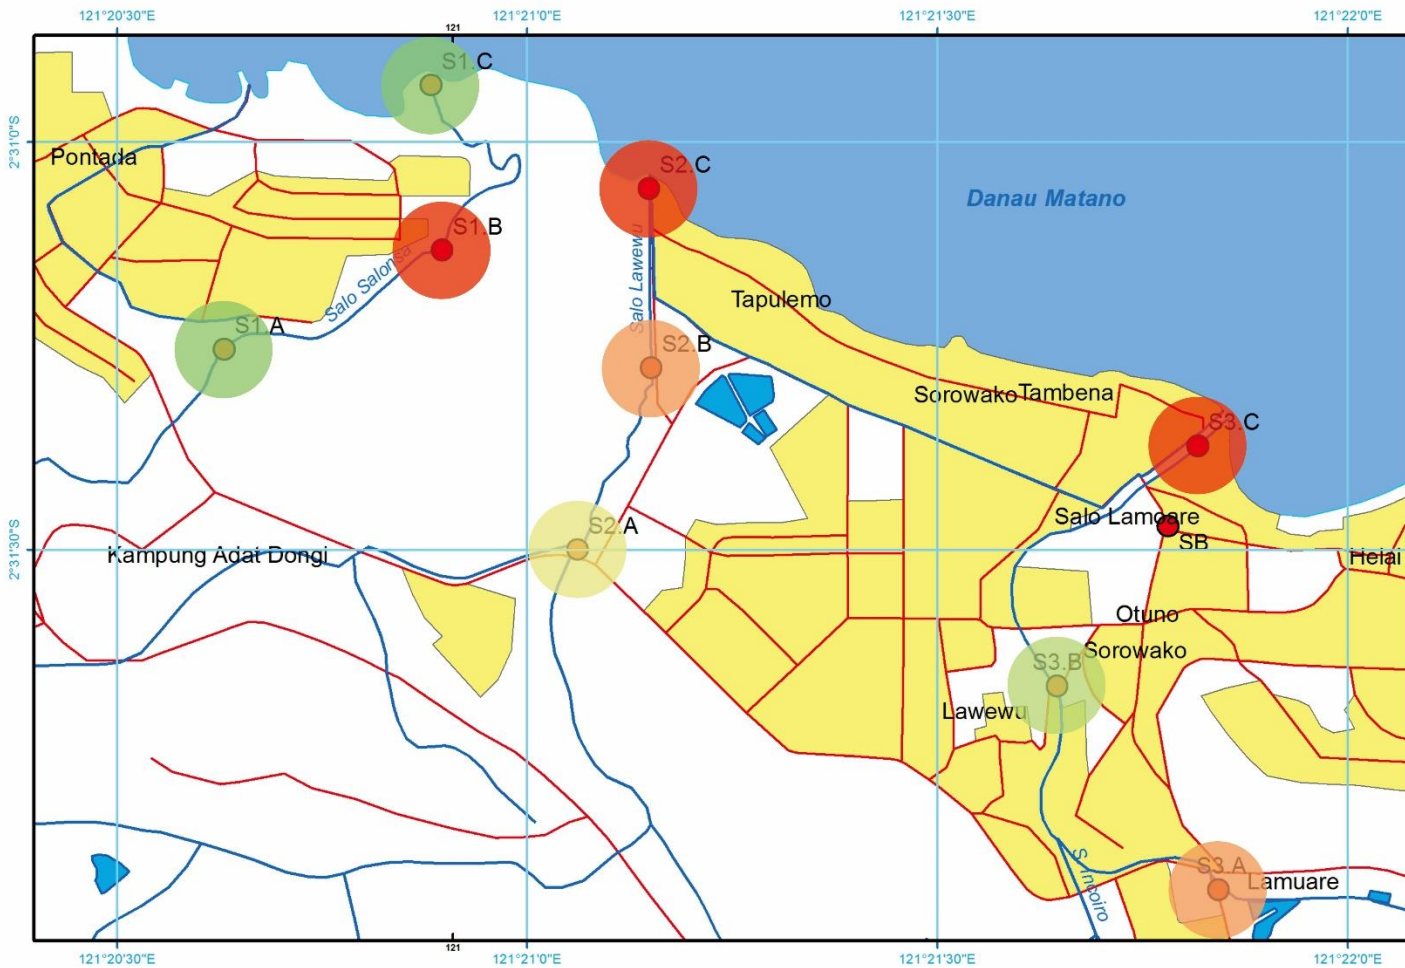 121°20'30"E
121°21'0"E
121°21'30"E
121°22'0"E
121
S1.C
2°31'0"S
Pontada
S2.C
Danau Matano
S1.B
Salo Salonsa
Salo Lawewu
Tapulemo
S1.A
S2.B
Sorowako
Tambena
S3.C
Salo Lamoare
S2.A
SB
2°31'30"S
Kampung Adat Dongi
Helai
Otuno
Sorowako
S3.B
Lawewu
S3.A
S. Incoiro
Lamuare
121
121°20'30"E
121°21'0"E
121°21'30"E
121°22'0"E